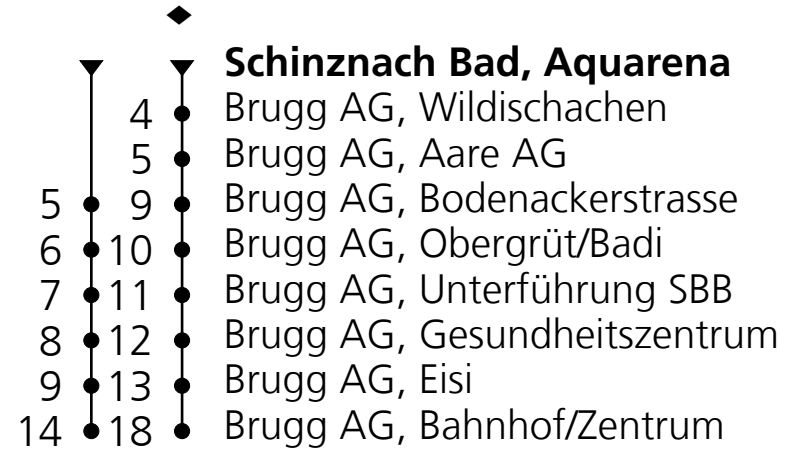 Schinznach Bad, Aquarena
4 Brugg AG, Wildischachen
5 Brugg AG, Aare AG
5 9 Brugg AG, Bodenackerstrasse
6 10 Brugg AG, Obergrüt/Badi
7 11 Brugg AG, Unterführung SBB
8 12 Brugg AG, Gesundheitszentrum
9 13 Brugg AG, Eisi
14 18 Brugg AG, Bahnhof/Zentrum